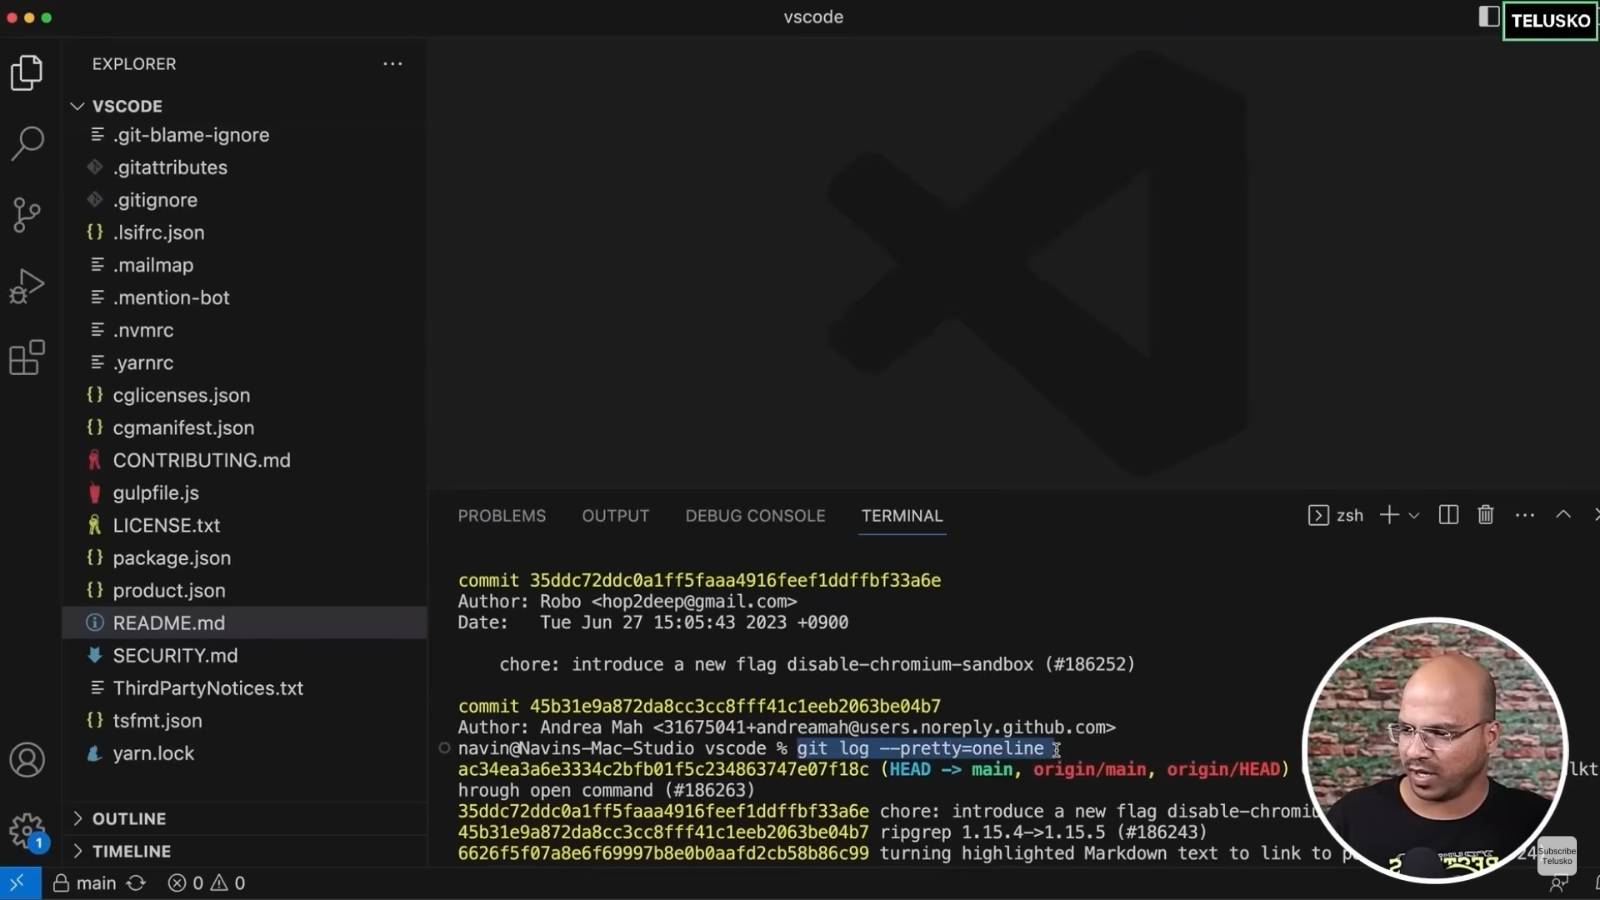 vscode
TELUSKO
EXPLORER
VSCODE
.git-blame-ignore
.gitattributes
.gitignore
.lsifrc.json
.mailmap
.mention-bot
.nvmrc
.yarnrc
cglicenses.json
cgmanifest.json
CONTRIBUTING.md
gulpfile.js
LICENSE.txt
package.json
product.json
README.md
SECURITY.md
ThirdPartyNotices.txt
tsfmt.json
yarn.lock
OUTLINE
TIMELINE
1
main
0 0
PROBLEMS OUTPUT DEBUG CONSOLE TERMINAL
zsh
commit 35ddc72ddc0a1ff5faaa4916feef1ddffbf33a6e
Author: Robo <hop2deep@gmail.com>
Date: Tue Jun 27 15:05:43 2023 +0900
chore: introduce a new flag disable-chromium-sandbox (#186252)
commit 45b31e9a872da8cc3cc8fff41c1eeb2063be04b7
Author: Andrea Mah <31675041+andreamah@users.noreply.github.com>
navin@Navins-Mac-Studio vscode % git log --pretty=oneline
ac34ea3a6e3334c2bfb01f5c234863747e07f18c (HEAD -> main, origin/main, origin/HEAD)
hrough open command (#186263)
35ddc72ddc0a1ff5faaa4916feef1ddffbf33a6e chore: introduce a new flag
45b31e9a872da8cc3cc8fff41c1eeb2063be04b7 ripgrep 1.15.4->1.15.5 (#186243)
6626f5f07a8e6f69997b8e0b0aafd2cb58b86c99 turning highlighted Markdown text to link to
Subscribe
Telusko